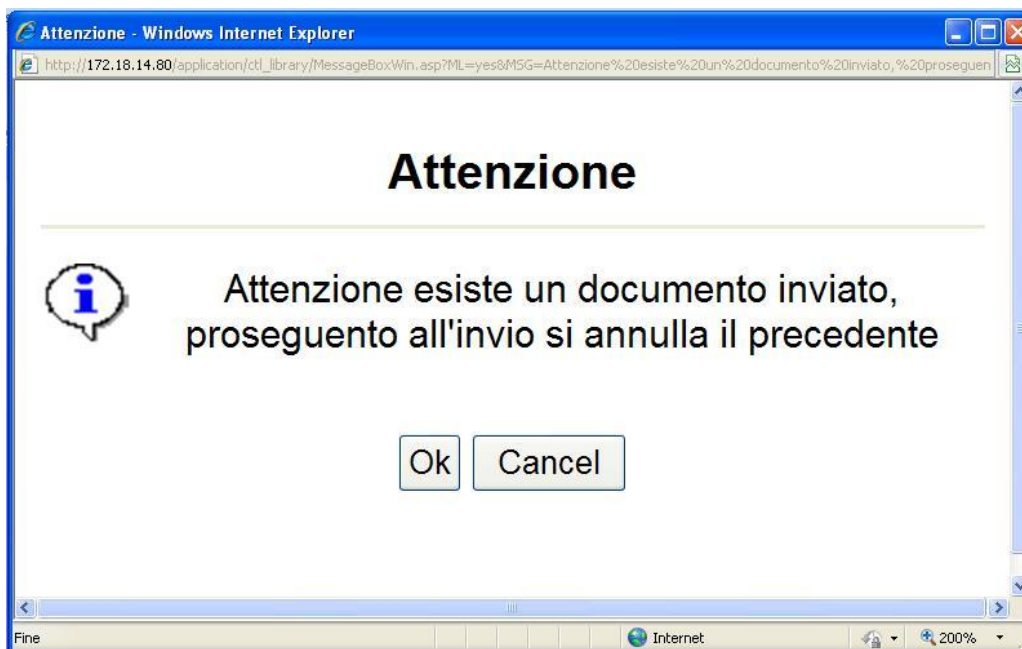 Attenzione - Windows Internet Explorer
http://172.18.14.80/application/ctl_library/MessageBoxWin.asp?ML=yes&MSG=Attenzione%20esiste%20un%20documento%20inviato,%20proseguen
Attenzione
Attenzione esiste un documento inviato,
proseguento all'invio si annulla il precedente
Ok Cancel
Fine Internet 200%